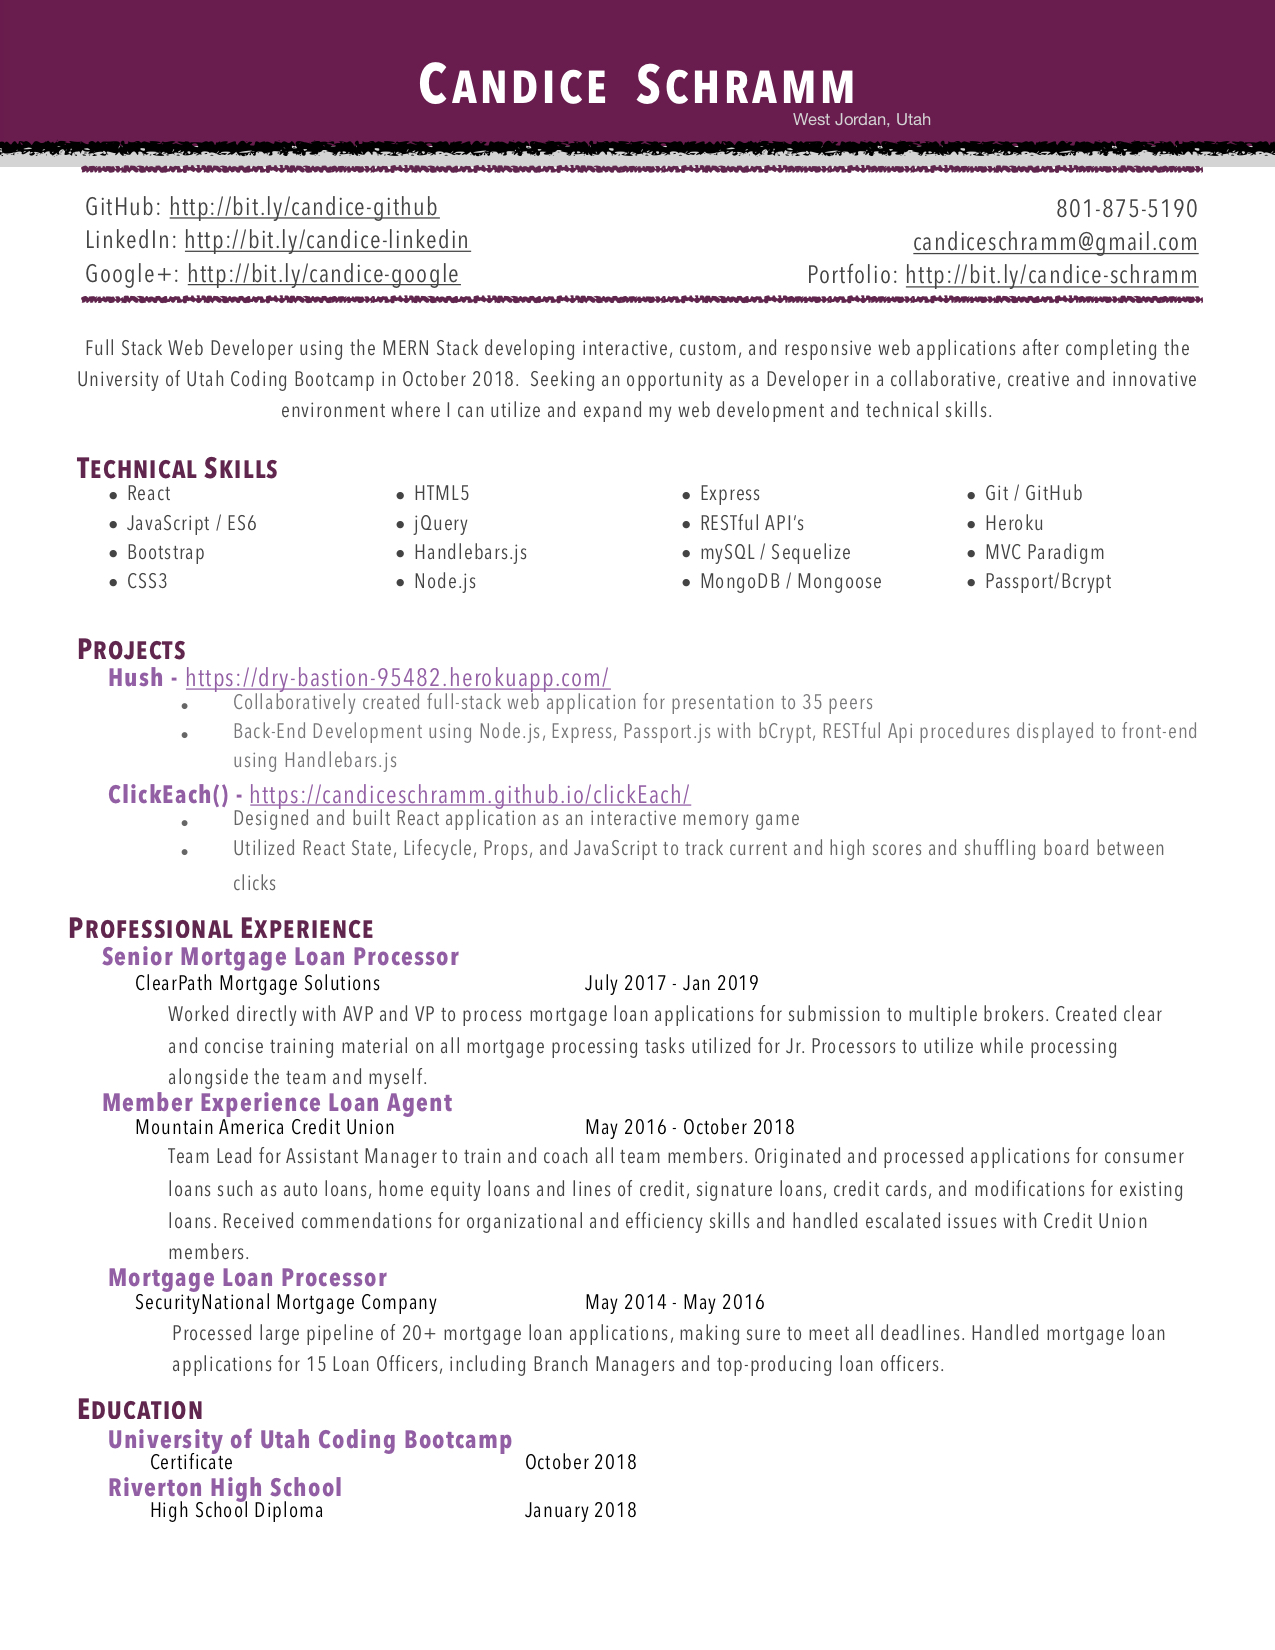 CANDICE SCHRAMM
West Jordan, Utah
GitHub: http://bit.ly/candice-github
LinkedIn: http://bit.ly/candice-linkedin
Google+: http://bit.ly/candice-google
801-875-5190
candiceschramm@gmail.com
Portfolio: http://bit.ly/candice-schramm
Full Stack Web Developer using the MERN Stack developing interactive, custom, and responsive web applications after completing the
University of Utah Coding Bootcamp in October 2018. Seeking an opportunity as a Developer in a collaborative, creative and innovative
environment where I can utilize and expand my web development and technical skills.
TECHNICAL SKILLS
• React
• JavaScript / ES6
• Bootstrap
• CSS3
• HTML5
• jQuery
• Handlebars.js
• Node.js
• Express
• RESTful API’s
• mySQL / Sequelize
• MongoDB / Mongoose
• Git / GitHub
• Heroku
• MVC Paradigm
• Passport/Bcrypt
PROJECTS
Hush - https://dry-bastion-95482.herokuapp.com/
• Collaboratively created full-stack web application for presentation to 35 peers
• Back-End Development using Node.js, Express, Passport.js with bCrypt, RESTful Api procedures displayed to front-end
using Handlebars.js
ClickEach() - https://candiceschramm.github.io/clickEach/
• Designed and built React application as an interactive memory game
• Utilized React State, Lifecycle, Props, and JavaScript to track current and high scores and shuffling board between
clicks
PROFESSIONAL EXPERIENCE
Senior Mortgage Loan Processor
ClearPath Mortgage Solutions July 2017 - Jan 2019
Worked directly with AVP and VP to process mortgage loan applications for submission to multiple brokers. Created clear
and concise training material on all mortgage processing tasks utilized for Jr. Processors to utilize while processing
alongside the team and myself.
Member Experience Loan Agent
Mountain America Credit Union May 2016 - October 2018
Team Lead for Assistant Manager to train and coach all team members. Originated and processed applications for consumer
loans such as auto loans, home equity loans and lines of credit, signature loans, credit cards, and modifications for existing
loans. Received commendations for organizational and efficiency skills and handled escalated issues with Credit Union
members.
Mortgage Loan Processor
SecurityNational Mortgage Company May 2014 - May 2016
Processed large pipeline of 20+ mortgage loan applications, making sure to meet all deadlines. Handled mortgage loan
applications for 15 Loan Officers, including Branch Managers and top-producing loan officers.
EDUCATION
University of Utah Coding Bootcamp
Certificate October 2018
Riverton High School
High School Diploma January 2018